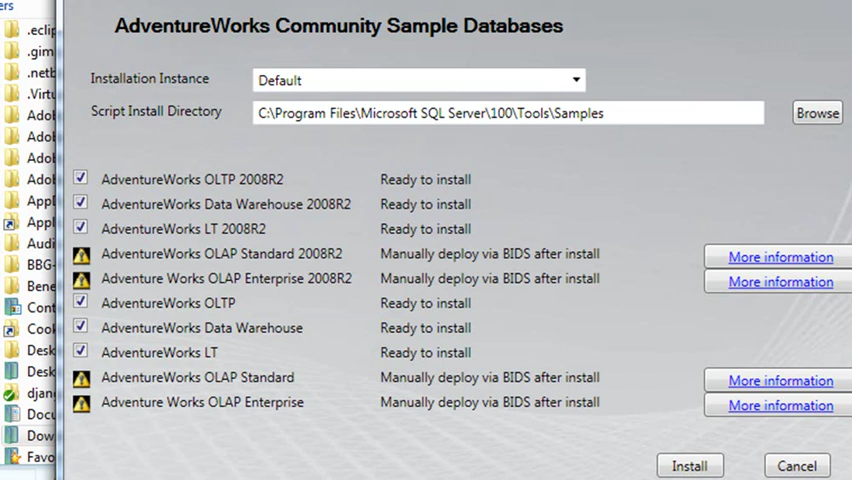 ers
AdventureWorks Community Sample Databases
.eclip
.gim
.netb
.Virtu
Ado
Ado
Ado
Ado
AppD
Appl
Audi
BBG-
Bene
Cont
Cook
Desk
Desk
djang
Docu
Dow
Favo
Installation Instance
Default
Script Install Directory
C:\Program Files\Microsoft SQL Server\100\Tools\Samples
Browse
AdventureWorks OLTP 2008R2 Ready to install
AdventureWorks Data Warehouse 2008R2 Ready to install
AdventureWorks LT 2008R2 Ready to install
AdventureWorks OLAP Standard 2008R2 Manually deploy via BIDS after install More information
Adventure Works OLAP Enterprise 2008R2 Manually deploy via BIDS after install More information
AdventureWorks OLTP Ready to install
AdventureWorks Data Warehouse Ready to install
AdventureWorks LT Ready to install
AdventureWorks OLAP Standard Manually deploy via BIDS after install More information
Adventure Works OLAP Enterprise Manually deploy via BIDS after install More information
Install
Cancel